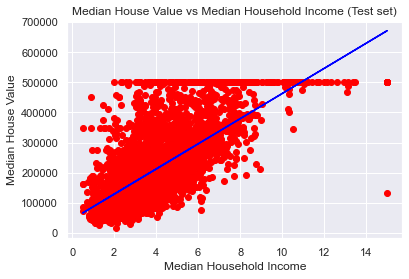 Median House Value vs Median Household Income (Test set)
700000
600000
500000
400000
300000
200000
100000
0
Median House Value
0 2 4 6 8 10 12 14
Median Household Income